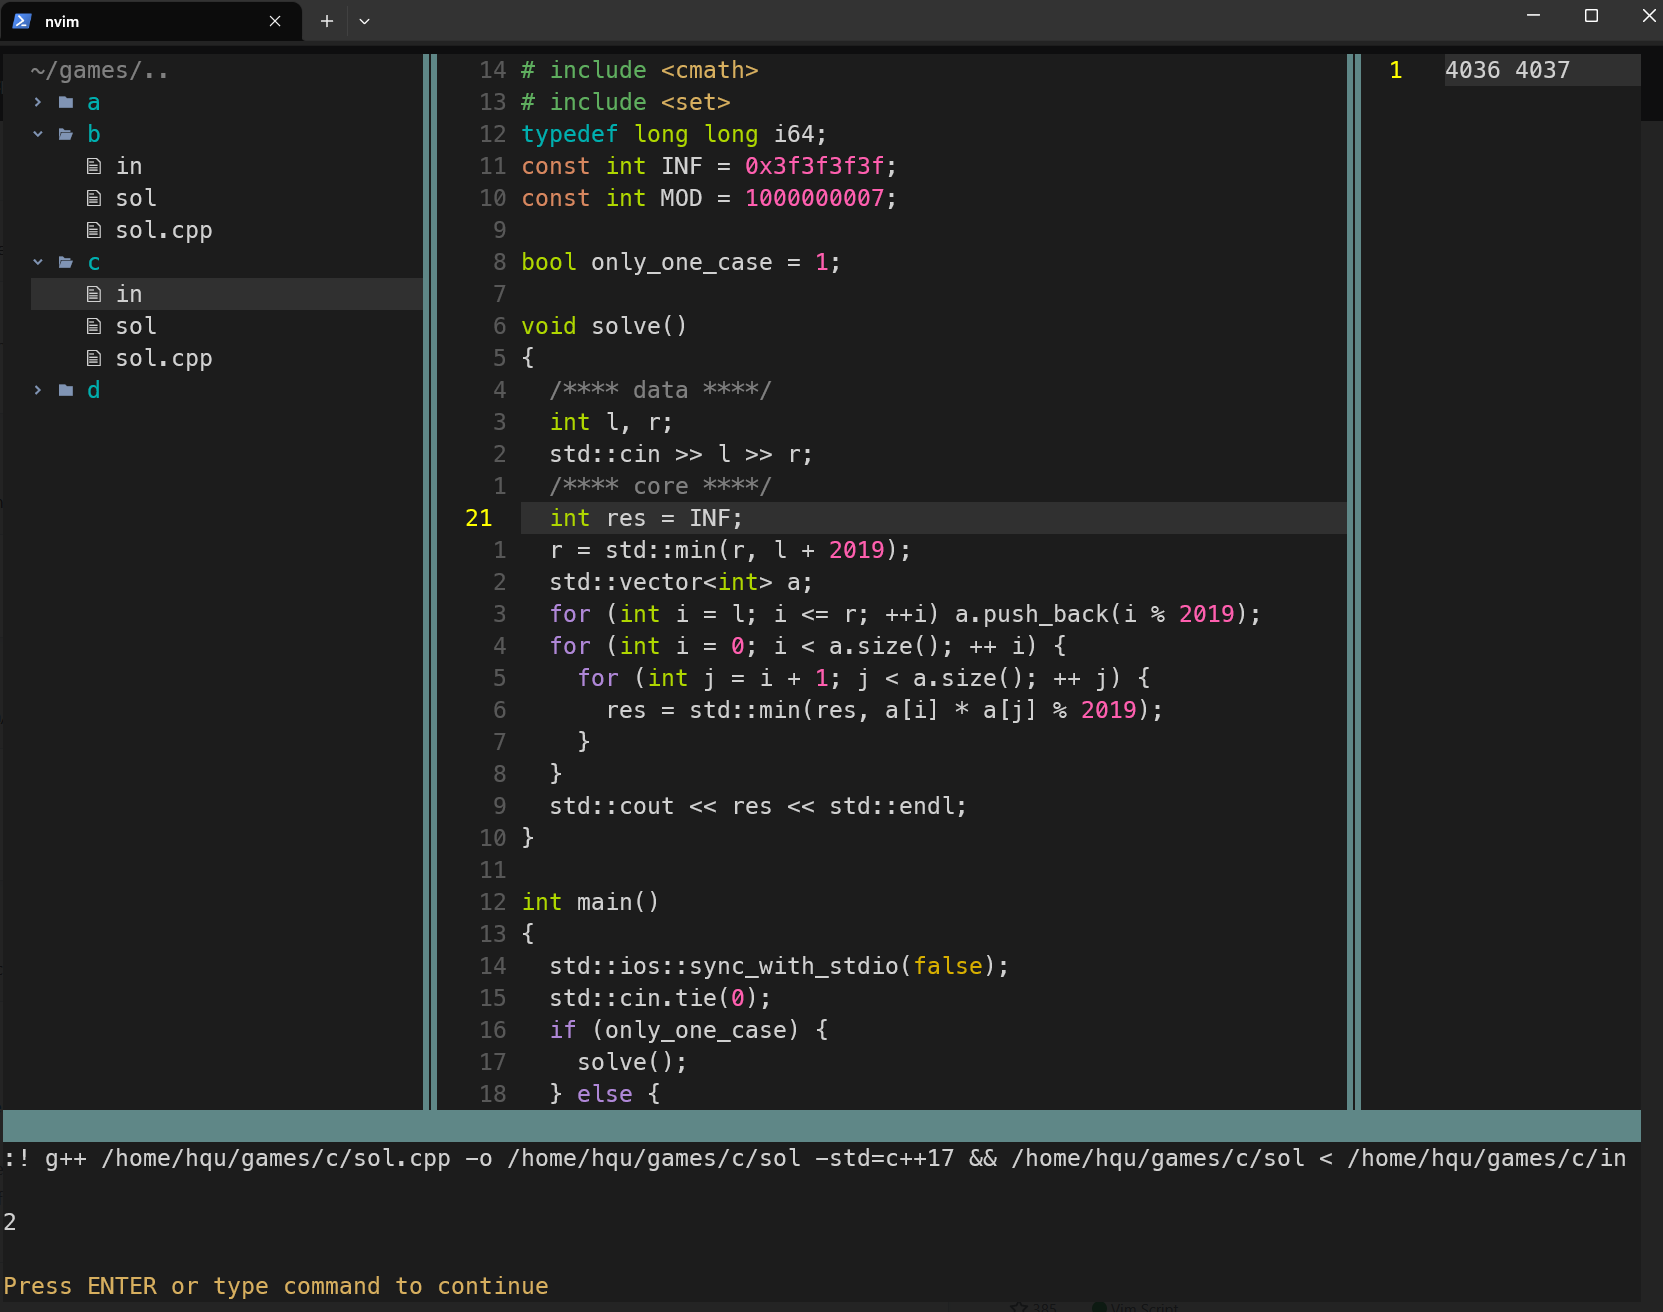 nvim
~/games/..
a
b
in
sol
sol.cpp
c
in
sol
sol.cpp
d
14 # include <cmath>
13 # include <set>
12 typedef long long i64;
11 const int INF = 0x3f3f3f3f;
10 const int MOD = 1000000007;
9
8 bool only_one_case = 1;
7
6 void solve()
5 {
4 /**** data ****/
3 int l, r;
2 std::cin >> l >> r;
1 /**** core ****/
21 int res = INF;
1 r = std::min(r, l + 2019);
2 std::vector<int> a;
3 for (int i = l; i <= r; ++i) a.push_back(i % 2019);
4 for (int i = 0; i < a.size(); ++ i) {
5 for (int j = i + 1; j < a.size(); ++ j) {
6 res = std::min(res, a[i] * a[j] % 2019);
7 }
8 }
9 std::cout << res << std::endl;
10 }
11
12 int main()
13 {
14 std::ios::sync_with_stdio(false);
15 std::cin.tie(0);
16 if (only_one_case) {
17 solve();
18 } else {
1 4036 4037
:! g++ /home/hqu/games/c/sol.cpp -o /home/hqu/games/c/sol -std=c++17 && /home/hqu/games/c/sol < /home/hqu/games/c/in
2
Press ENTER or type command to continue
385 Vim Script